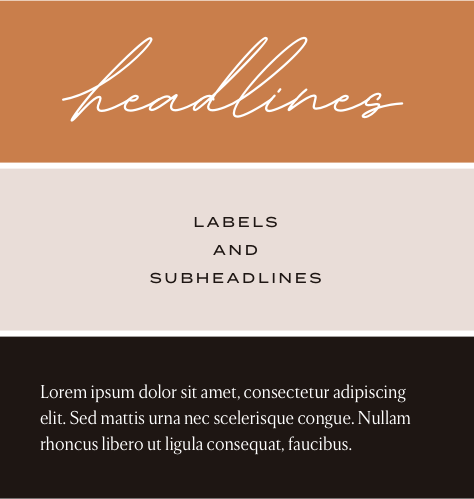 headlines
LABELS
AND
SUBHEADLINES
Lorem ipsum dolor sit amet, consectetur adipiscing
elit. Sed mattis urna nec scelerisque congue. Nullam
rhoncus libero ut ligula consequat, faucibus.